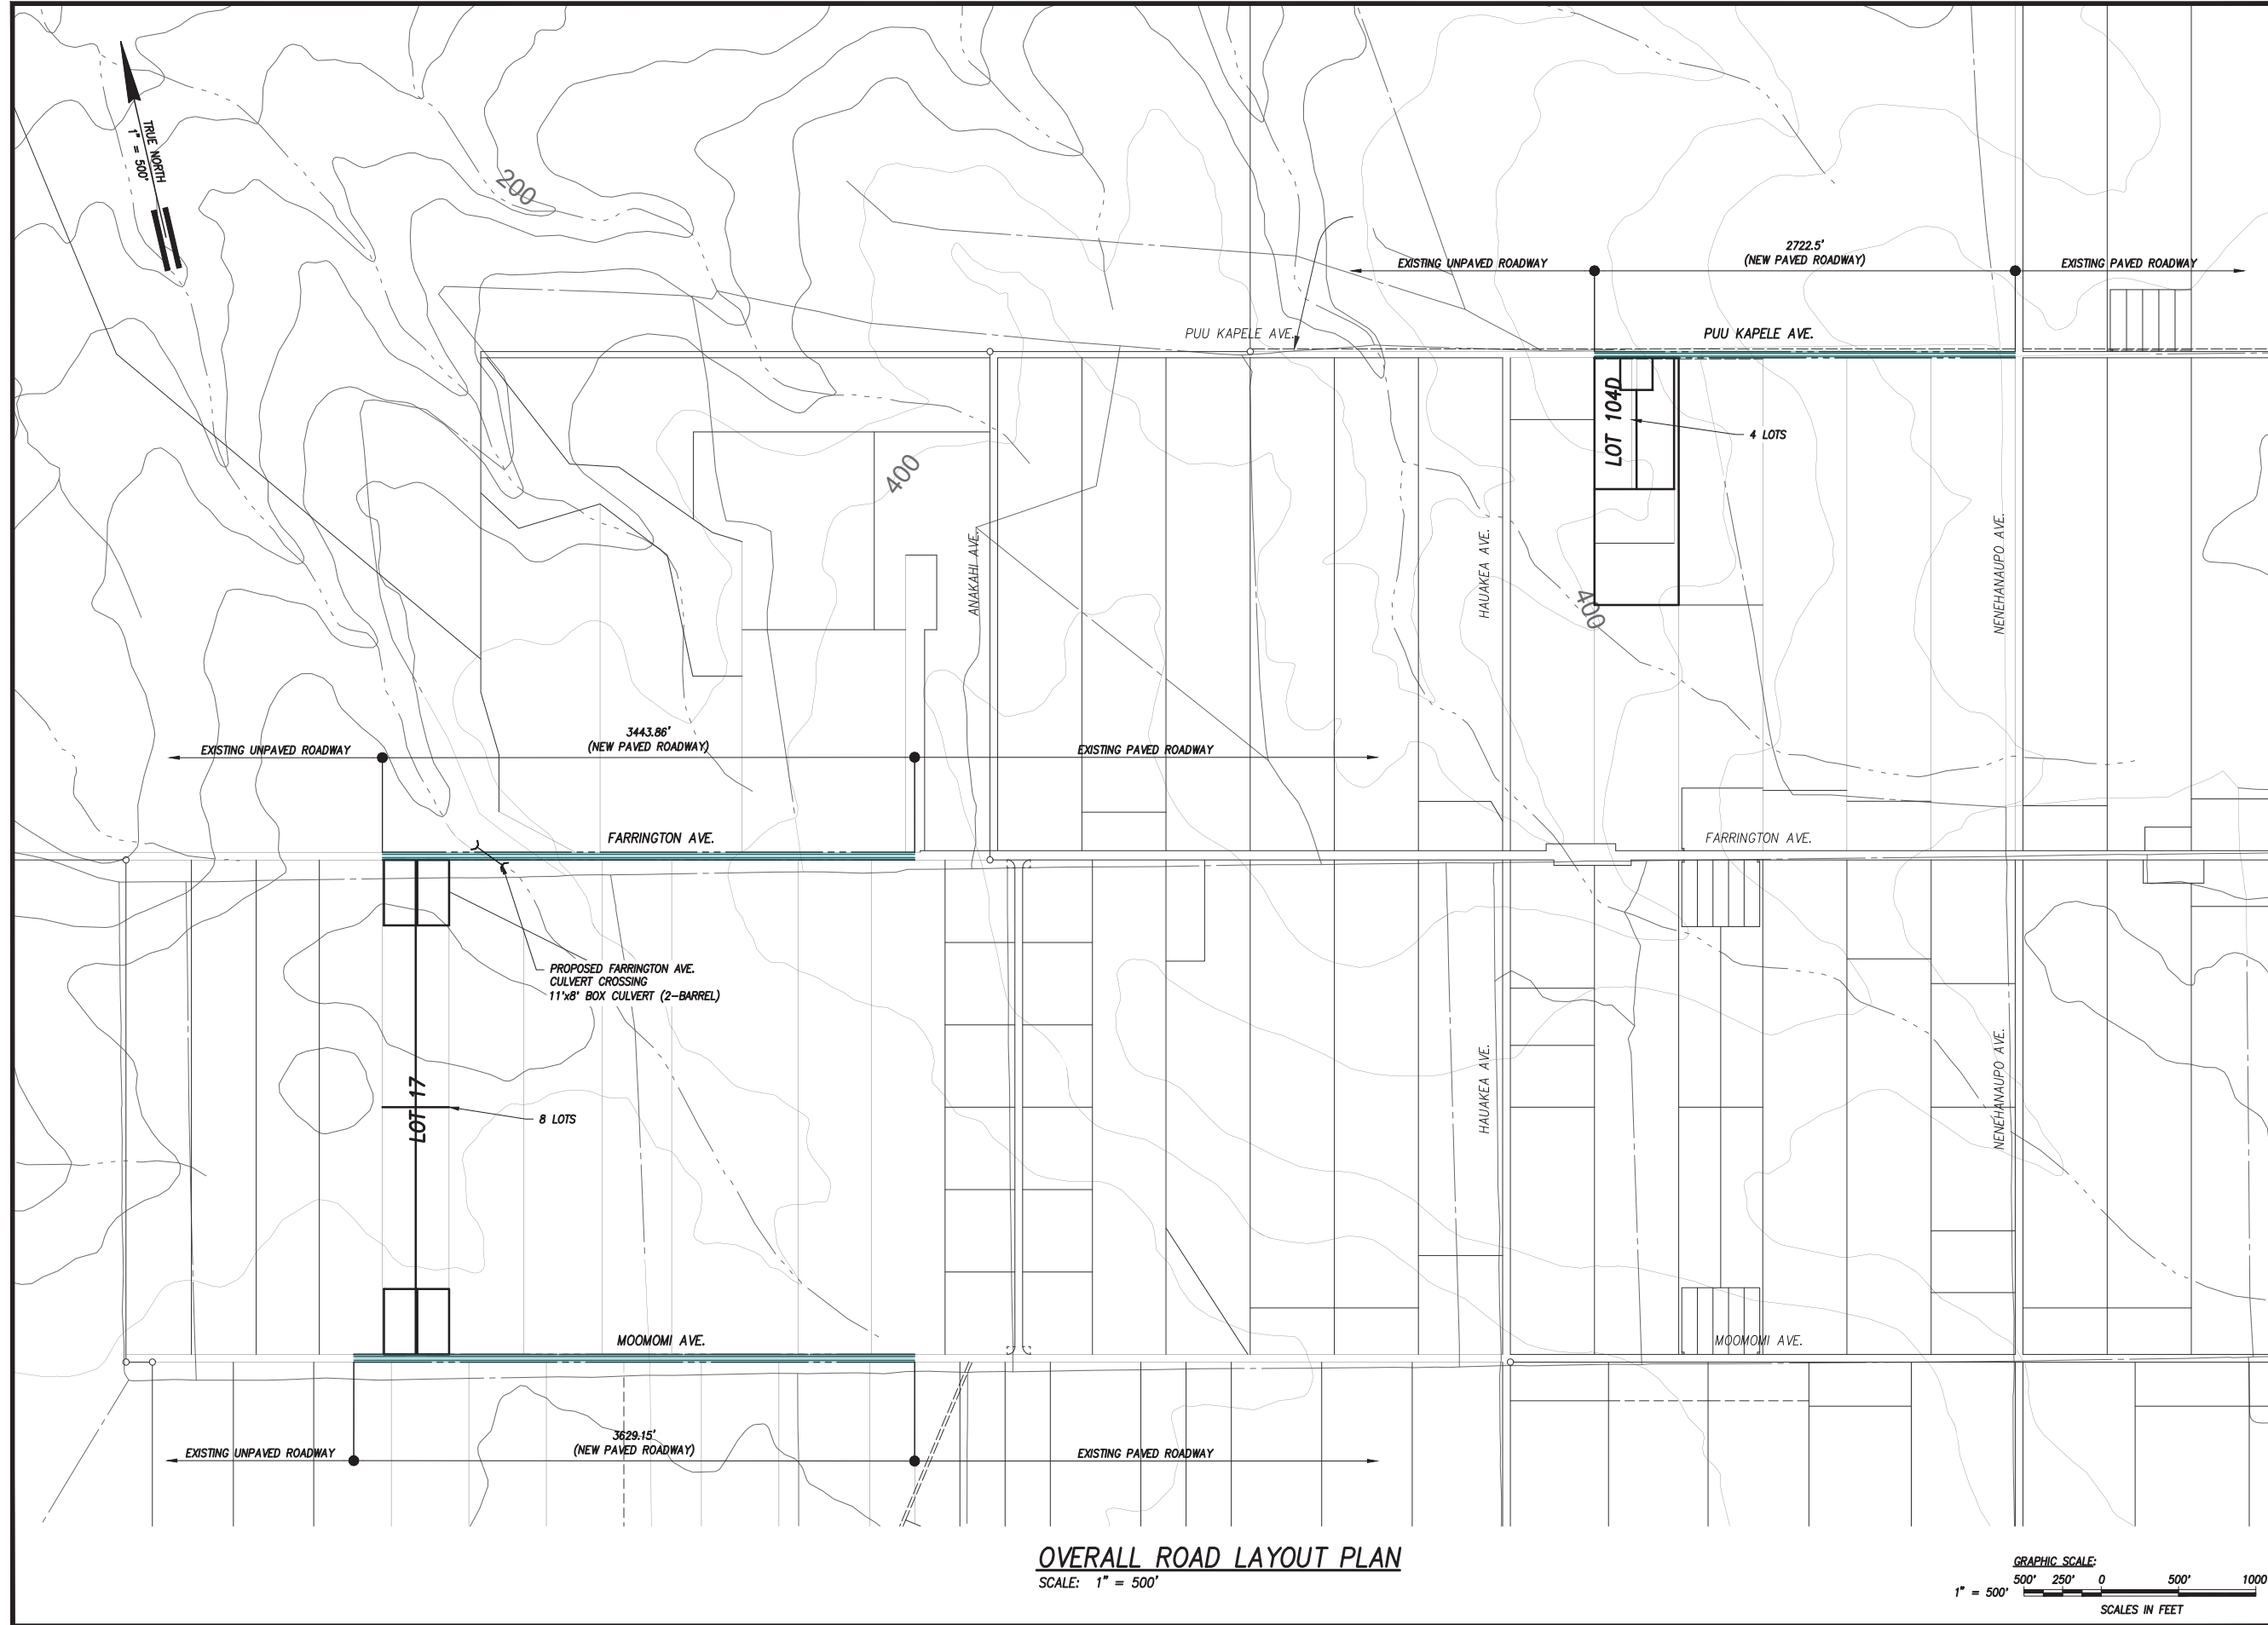 TRUE NORTH
1" = 500'
200
2722.5'
(NEW PAVED ROADWAY)
EXISTING UNPAVED ROADWAY
EXISTING PAVED ROADWAY
PUU KAPELE AVE.
PUU KAPELE AVE.
LOT 104D
4 LOTS
400
ANAKAHI AVE.
HAUAKEA AVE.
NENEHANAUPO AVE.
400
3443.86'
(NEW PAVED ROADWAY)
EXISTING UNPAVED ROADWAY
EXISTING PAVED ROADWAY
FARRINGTON AVE.
FARRINGTON AVE.
PROPOSED FARRINGTON AVE.
CULVERT CROSSING
11'x8' BOX CULVERT (2-BARREL)
LOT 17
8 LOTS
HAUAKEA AVE.
NENEHANAUPO AVE.
MOOMOMI AVE.
MOOMOMI AVE.
3629.15'
(NEW PAVED ROADWAY)
EXISTING UNPAVED ROADWAY
EXISTING PAVED ROADWAY
OVERALL ROAD LAYOUT PLAN
SCALE: 1" = 500'
GRAPHIC SCALE:
500' 250' 0 500' 1000
1" = 500'
SCALES IN FEET